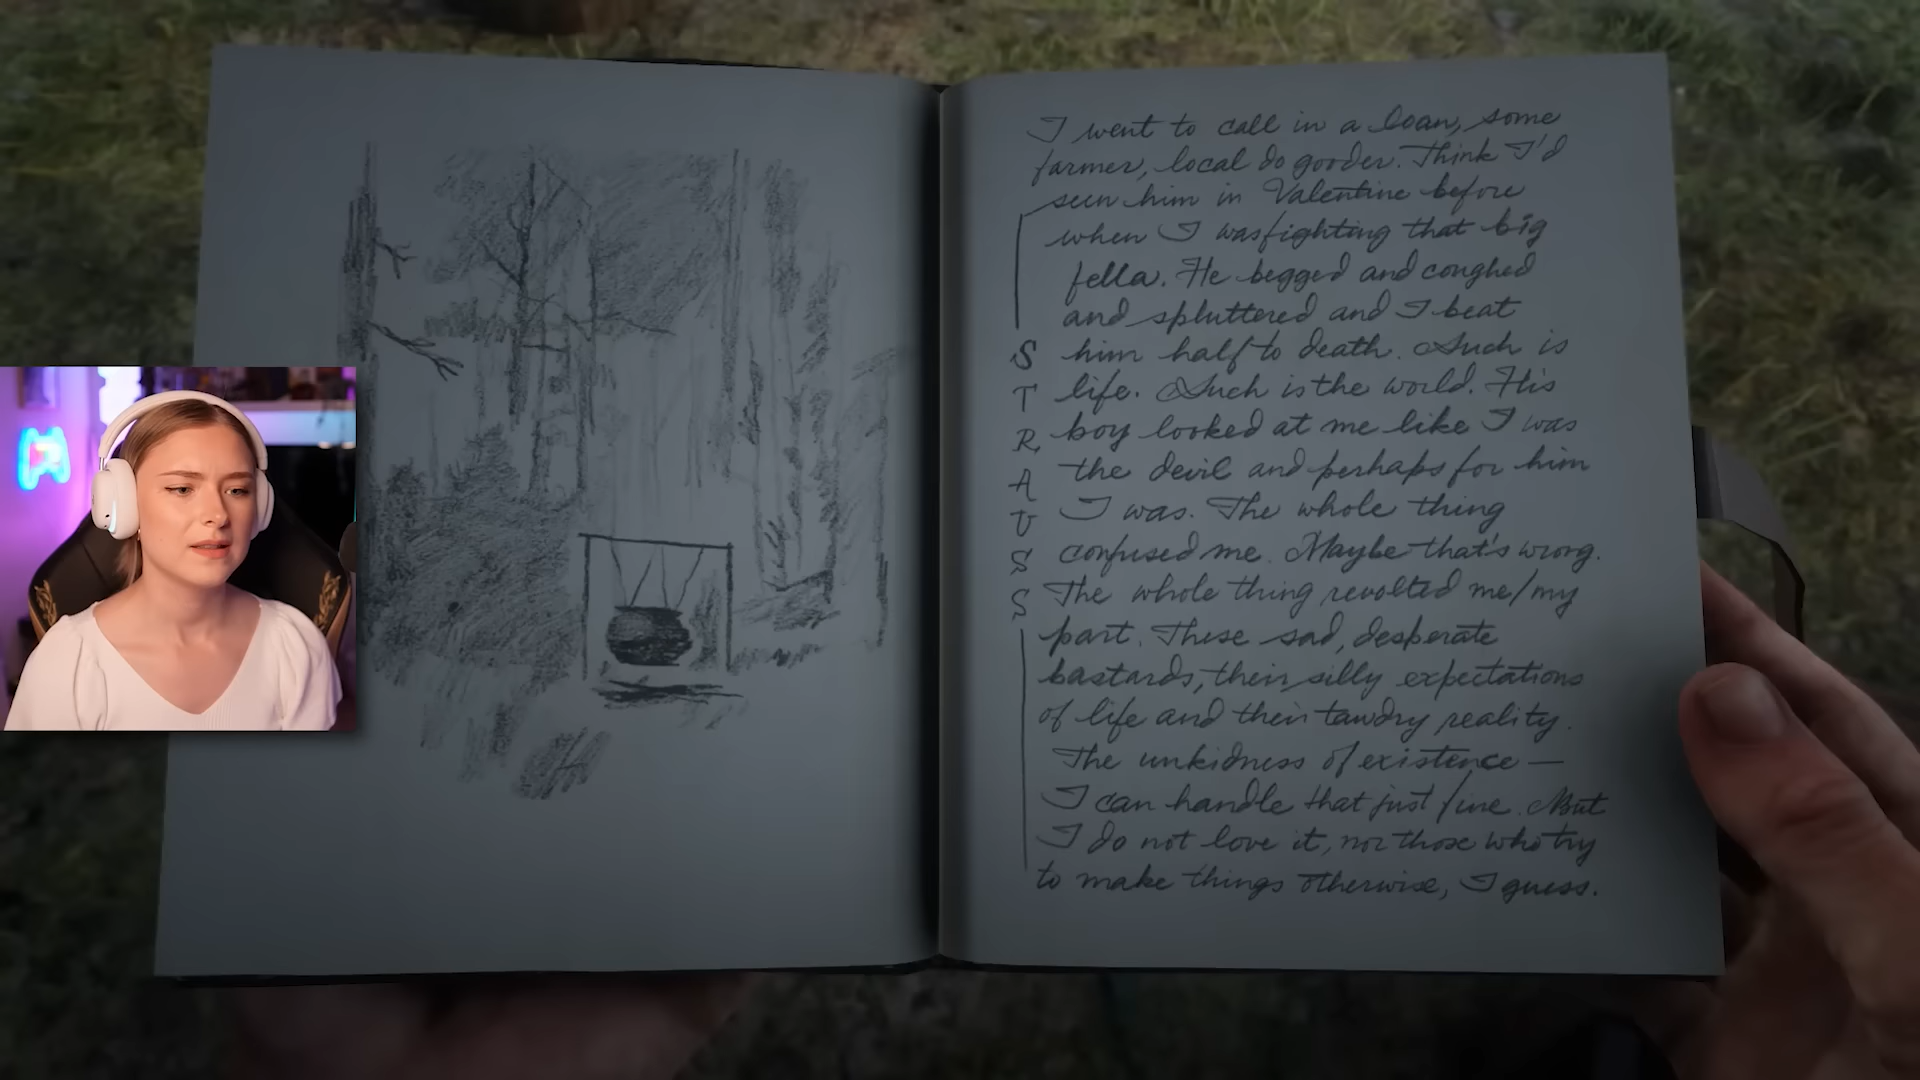 I went to call in a loan, some
farmer, local do gooder. Think I'd
seen him in Valentine before
when I was fighting that big
fella. He begged and coughed
and spluttered and I beat
him half to death. Such is
life. Such is the world. His
boy looked at me like I was
the devil and perhaps for him
I was. The whole thing
confused me. Maybe that's wrong.
The whole thing revolted me/my
part. These sad, desperate
bastards, their silly expectations
of life and their tawdry reality.
The unkidness of existence —
I can handle that just fine. But
I do not love it, nor those who try
to make things otherwise, I guess.
STRAUSS